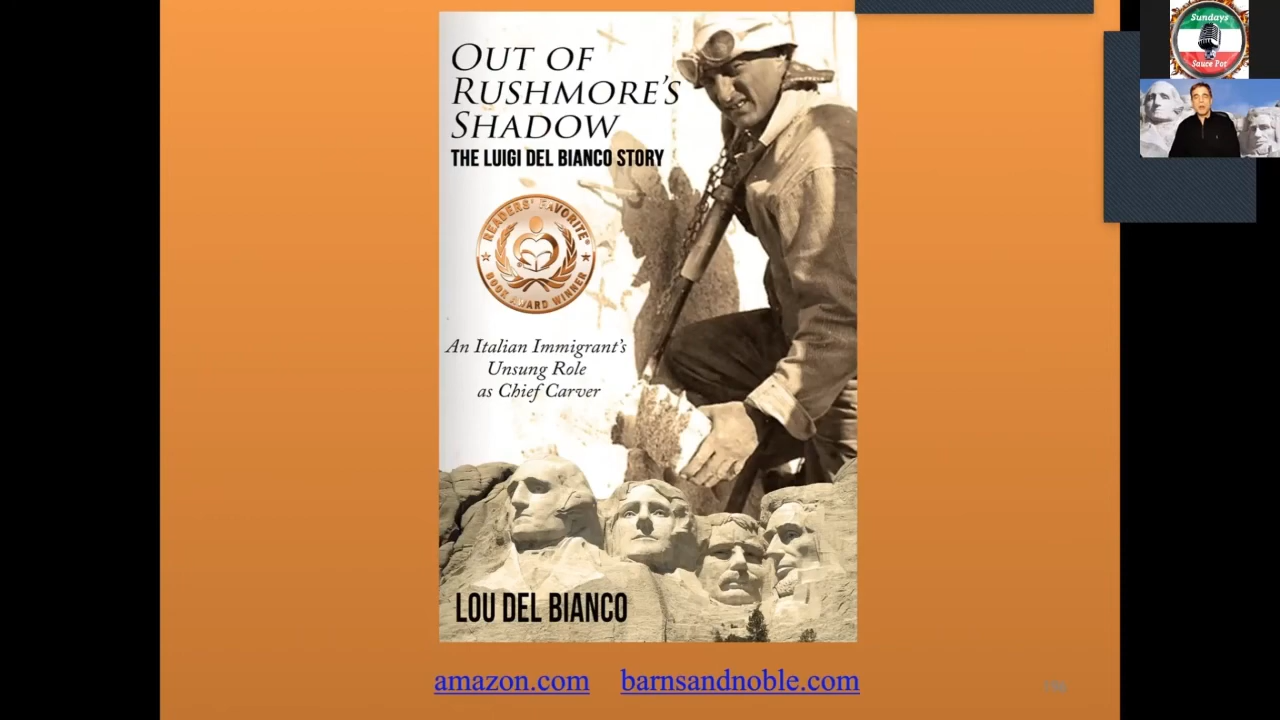 OUT OF
RUSHMORE'S
SHADOW
THE LUIGI DEL BIANCO STORY
READERS' FAVORITE
BOOK AWARD WINNER
An Italian Immigrant's
Unsung Role
as Chief Carver
LOU DEL BIANCO
amazon.com barnsandnoble.com
Sundays
Sauce Pot